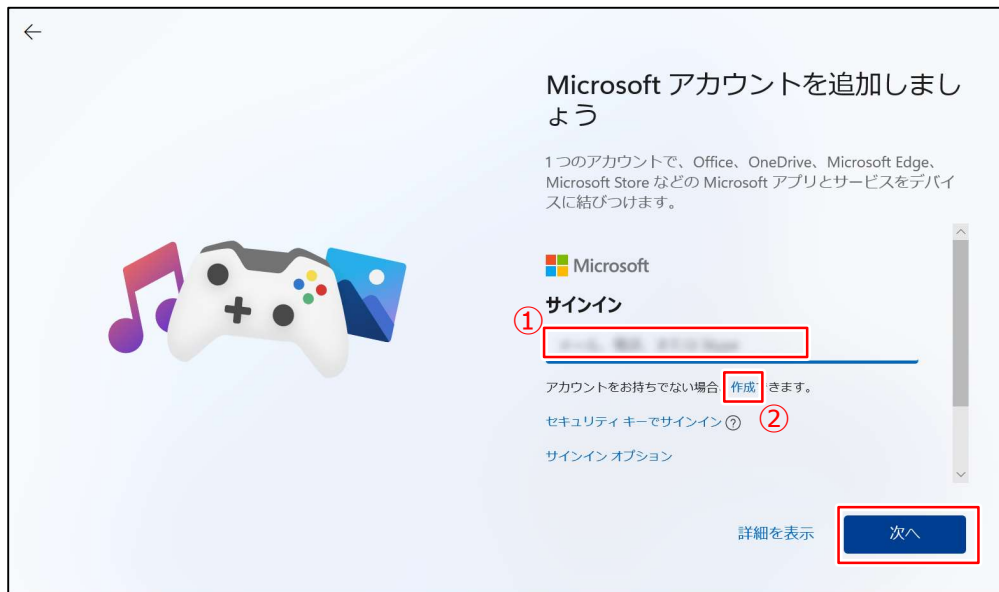 Microsoft アカウントを追加しまし
ょう
1 つのアカウントで、Office、OneDrive、Microsoft Edge、
Microsoft Store などの Microsoft アプリとサービスをデバイ
スに結びつけます。
Microsoft
サインイン
①
アカウントをお持ちでない場合 作成 きます。
セキュリティ キーでサインイン ?
②
サインイン オプション
詳細を表示
次へ